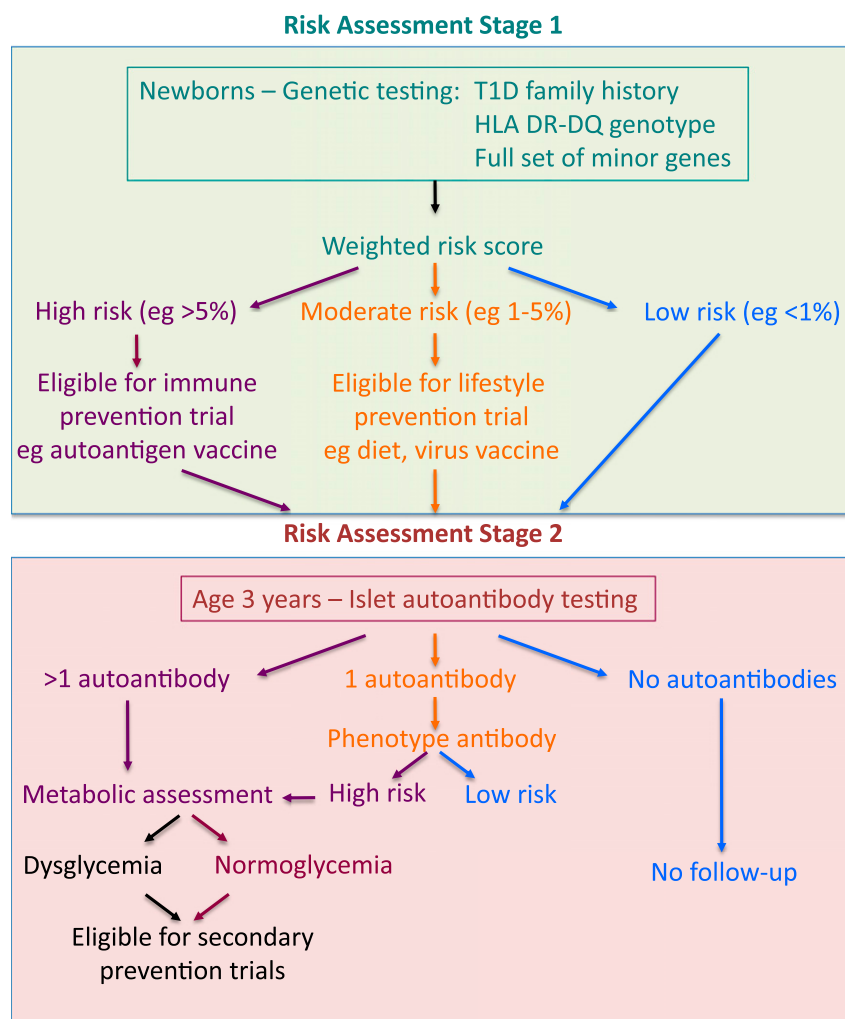 Risk Assessment Stage 1
Newborns – Genetic testing: T1D family history
HLA DR-DQ genotype
Full set of minor genes
Weighted risk score
High risk (eg >5%)
Moderate risk (eg 1-5%)
Low risk (eg <1%)
Eligible for immune
prevention trial
eg autoantigen vaccine
Eligible for lifestyle
prevention trial
eg diet, virus vaccine
Risk Assessment Stage 2
Age 3 years – Islet autoantibody testing
>1 autoantibody
1 autoantibody
No autoantibodies
Phenotype antibody
Metabolic assessment
High risk
Low risk
Dysglycemia
Normoglycemia
No follow-up
Eligible for secondary
prevention trials